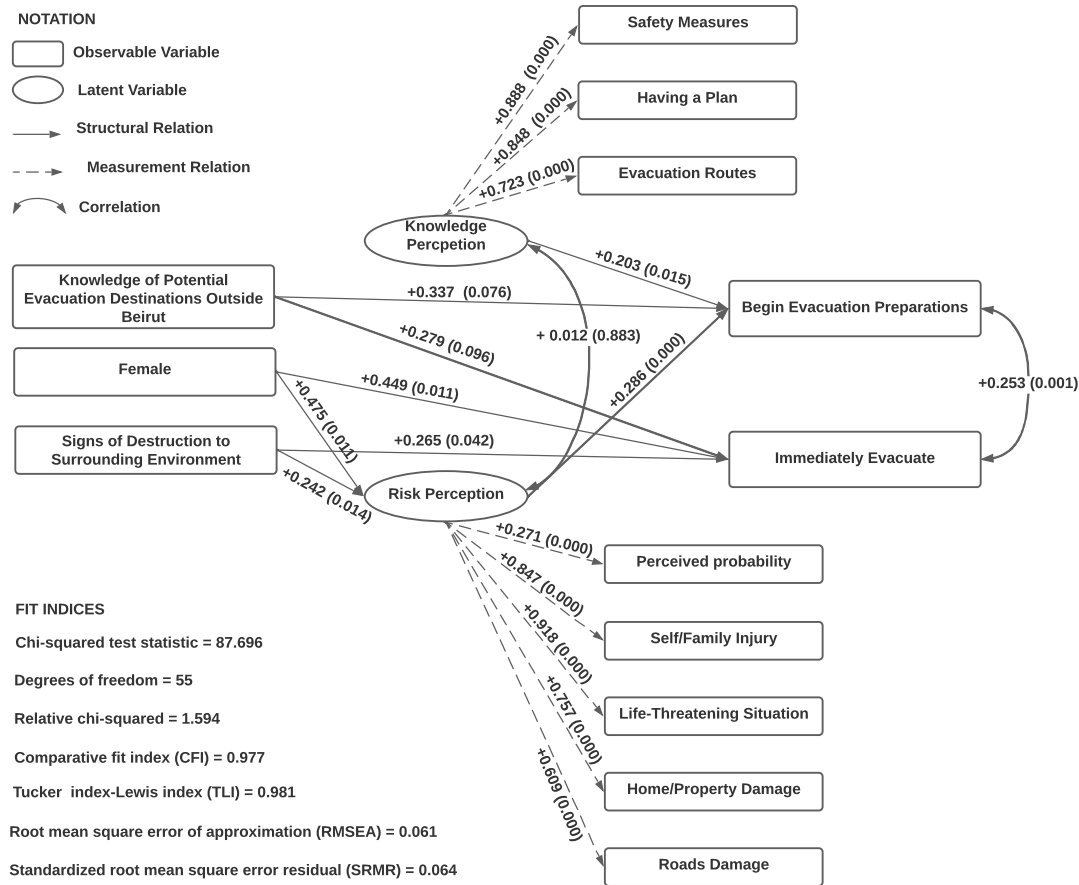 NOTATION
Observable Variable
Latent Variable
Structural Relation
Measurement Relation
Correlation
Safety Measures
Having a Plan
Evacuation Routes
+0.888 (0.000)
+0.848 (0.000)
+0.723 (0.000)
Knowledge
Percpetion
Knowledge of Potential
Evacuation Destinations Outside
Beirut
Female
Signs of Destruction to
Surrounding Environment
+0.203 (0.015)
+0.337 (0.076)
+0.279 (0.096)
+ 0.012 (0.883)
+0.286 (0.000)
+0.449 (0.011)
+0.475 (0.011)
+0.265 (0.042)
+0.242 (0.014)
Begin Evacuation Preparations
+0.253 (0.001)
Immediately Evacuate
Risk Perception
+0.271 (0.000)
+0.847 (0.000)
+0.918 (0.000)
+0.757 (0.000)
+0.609 (0.000)
Perceived probability
Self/Family Injury
Life-Threatening Situation
Home/Property Damage
Roads Damage
FIT INDICES
Chi-squared test statistic = 87.696
Degrees of freedom = 55
Relative chi-squared = 1.594
Comparative fit index (CFI) = 0.977
Tucker index-Lewis index (TLI) = 0.981
Root mean square error of approximation (RMSEA) = 0.061
Standardized root mean square error residual (SRMR) = 0.064